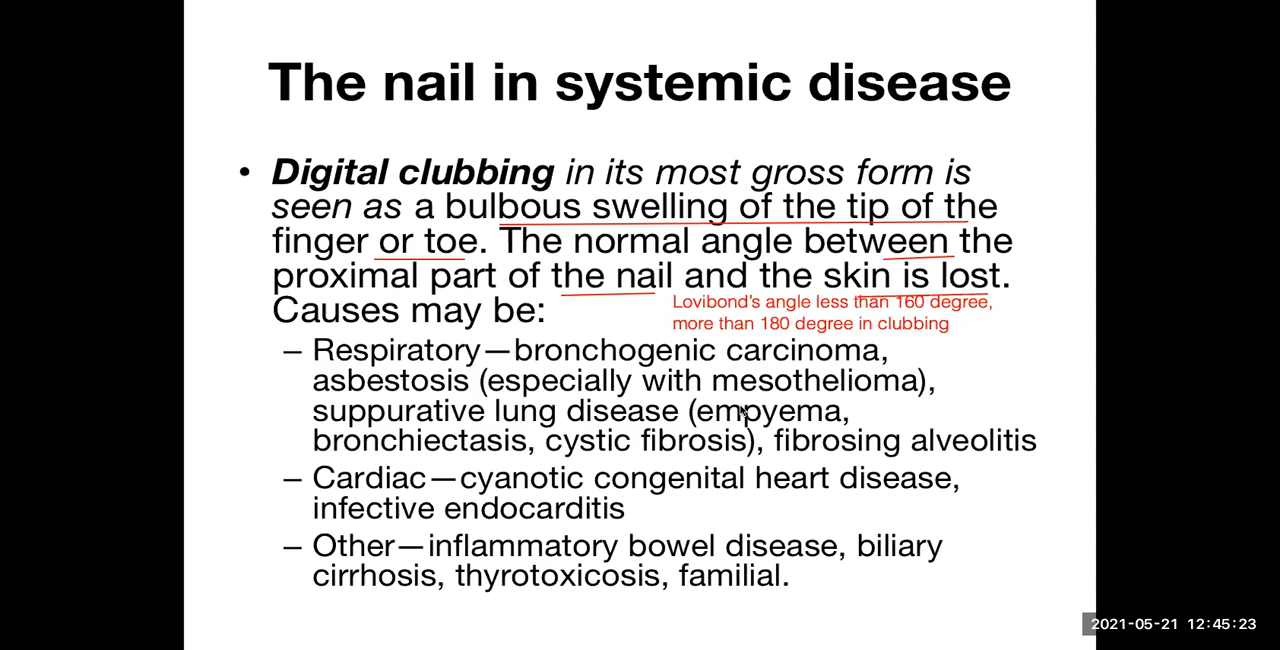 The nail in systemic disease
• Digital clubbing in its most gross form is
seen as a bulbous swelling of the tip of the
finger or toe. The normal angle between the
proximal part of the nail and the skin is lost.
Causes may be:
Lovibond's angle less than 160 degree,
more than 180 degree in clubbing
– Respiratory—bronchogenic carcinoma,
asbestosis (especially with mesothelioma),
suppurative lung disease (empyema,
bronchiectasis, cystic fibrosis), fibrosing alveolitis
– Cardiac—cyanotic congenital heart disease,
infective endocarditis
– Other—inflammatory bowel disease, biliary
cirrhosis, thyrotoxicosis, familial.
2021-05-21 12:45:23